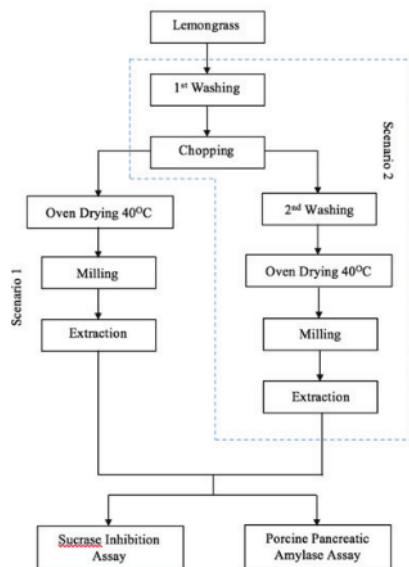 Lemongrass
1st Washing
Chopping
Scenario 1
Oven Drying 40ºC
Milling
Extraction
Scenario 2
2nd Washing
Oven Drying 40ºC
Milling
Extraction
Sucrase Inhibition
Assay
Porcine Pancreatic
Amylase Assay